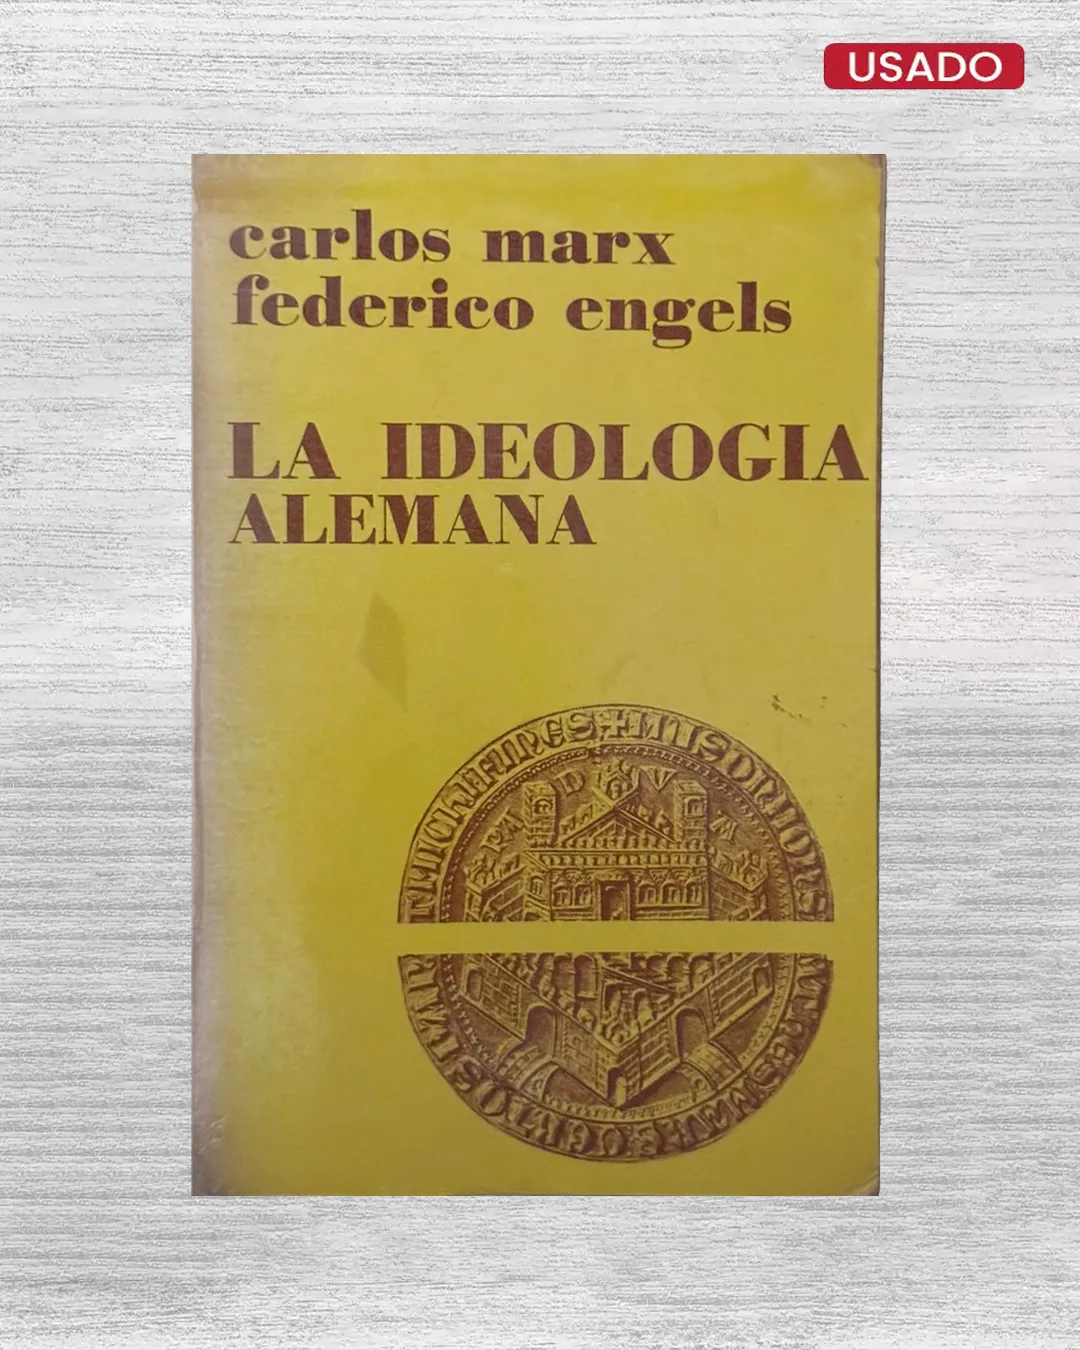 USADO
carlos marx
federico engels
LA IDEOLOGIA
ALEMANA